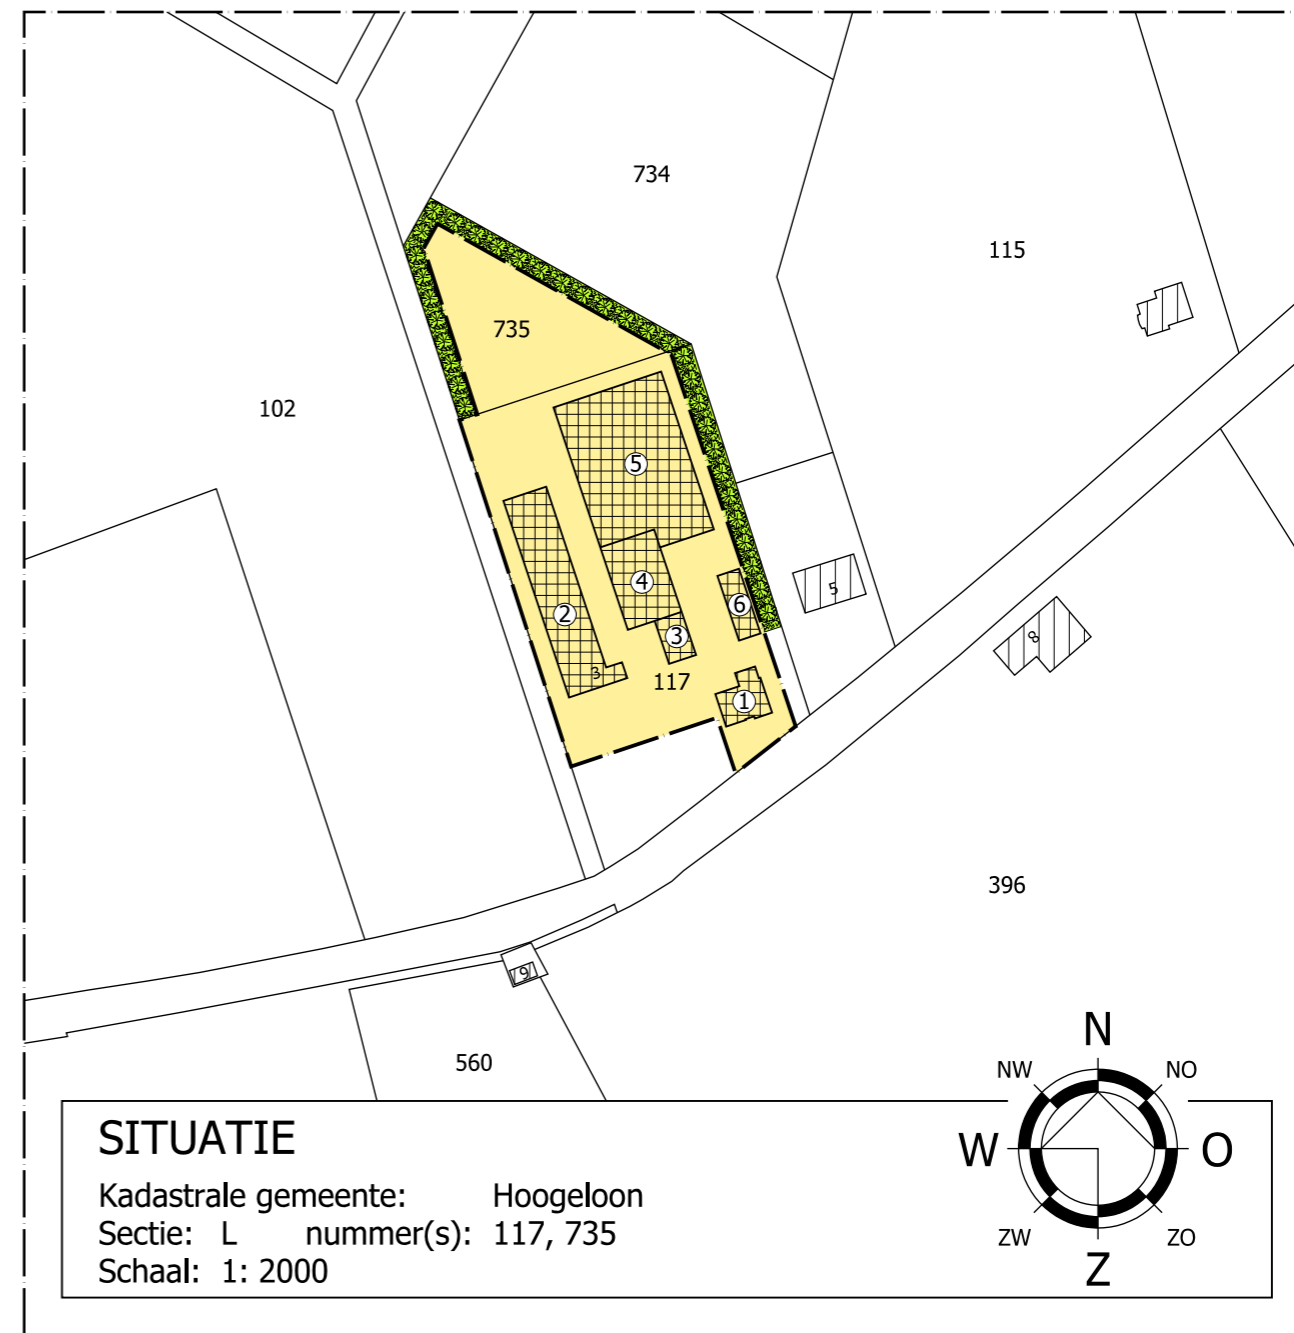 734
115
735
102
5
4
5
2
6
3
8
3
117
1
396
9
560
N
NW NO
W O
ZW ZO
Z
SITUATIE
Kadastrale gemeente: Hoogeloon
Sectie: L nummer(s): 117, 735
Schaal: 1: 2000